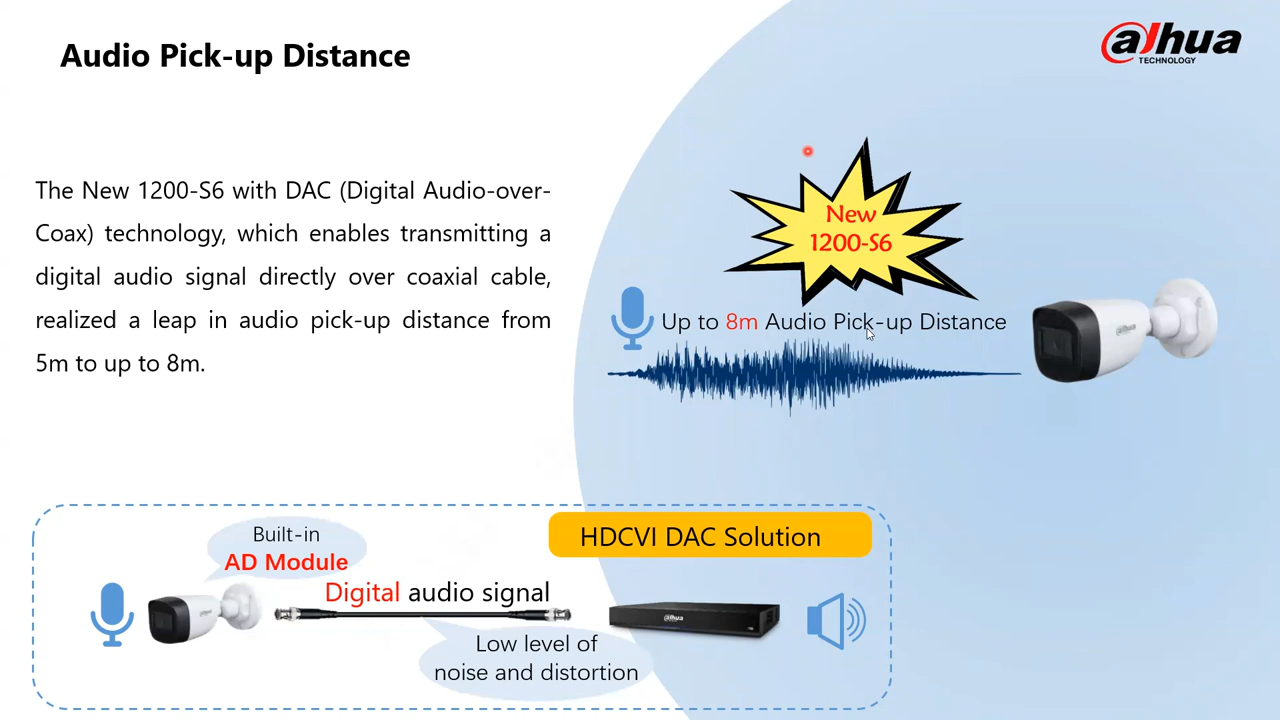 Audio Pick-up Distance
alhua
TECHNOLOGY
The New 1200-S6 with DAC (Digital Audio-over-
Coax) technology, which enables transmitting a
digital audio signal directly over coaxial cable,
realized a leap in audio pick-up distance from
5m to up to 8m.
New
1200-S6
Up to 8m Audio Pick-up Distance
alhua
HDCVI DAC Solution
Built-in
AD Module
Digital audio signal
alhua
alhua
Low level of
noise and distortion